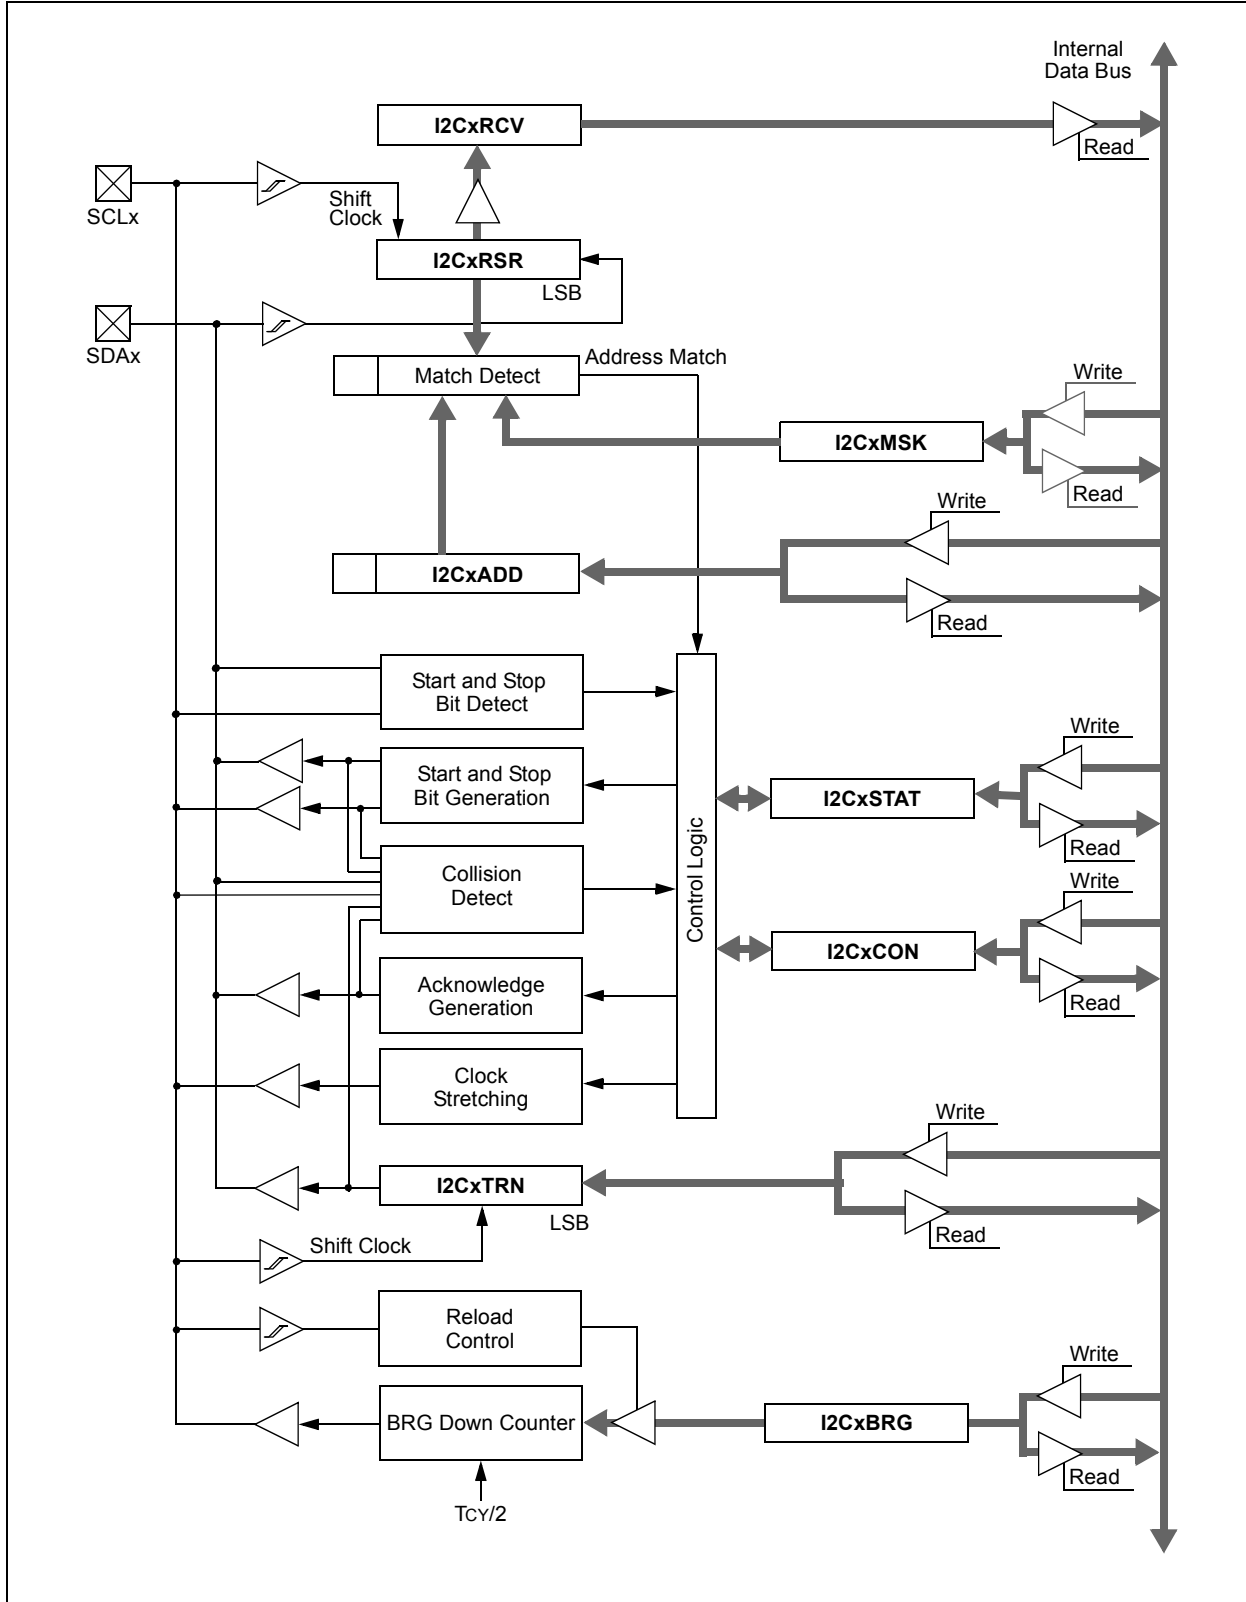 Internal
Data Bus
I2CxRCV
Read
SCLx
Shift
Clock
I2CxRSR
LSB
SDAx
Match Detect
Address Match
Write
I2CxMSK
Read
Write
I2CxADD
Read
Start and Stop
Bit Detect
Start and Stop
Bit Generation
Control Logic
Write
I2CxSTAT
Read
Collision
Detect
Write
I2CxCON
Read
Acknowledge
Generation
Clock
Stretching
Write
I2CxTRN
LSB
Read
Shift Clock
Reload
Control
Write
BRG Down Counter
I2CxBRG
Read
TCY/2